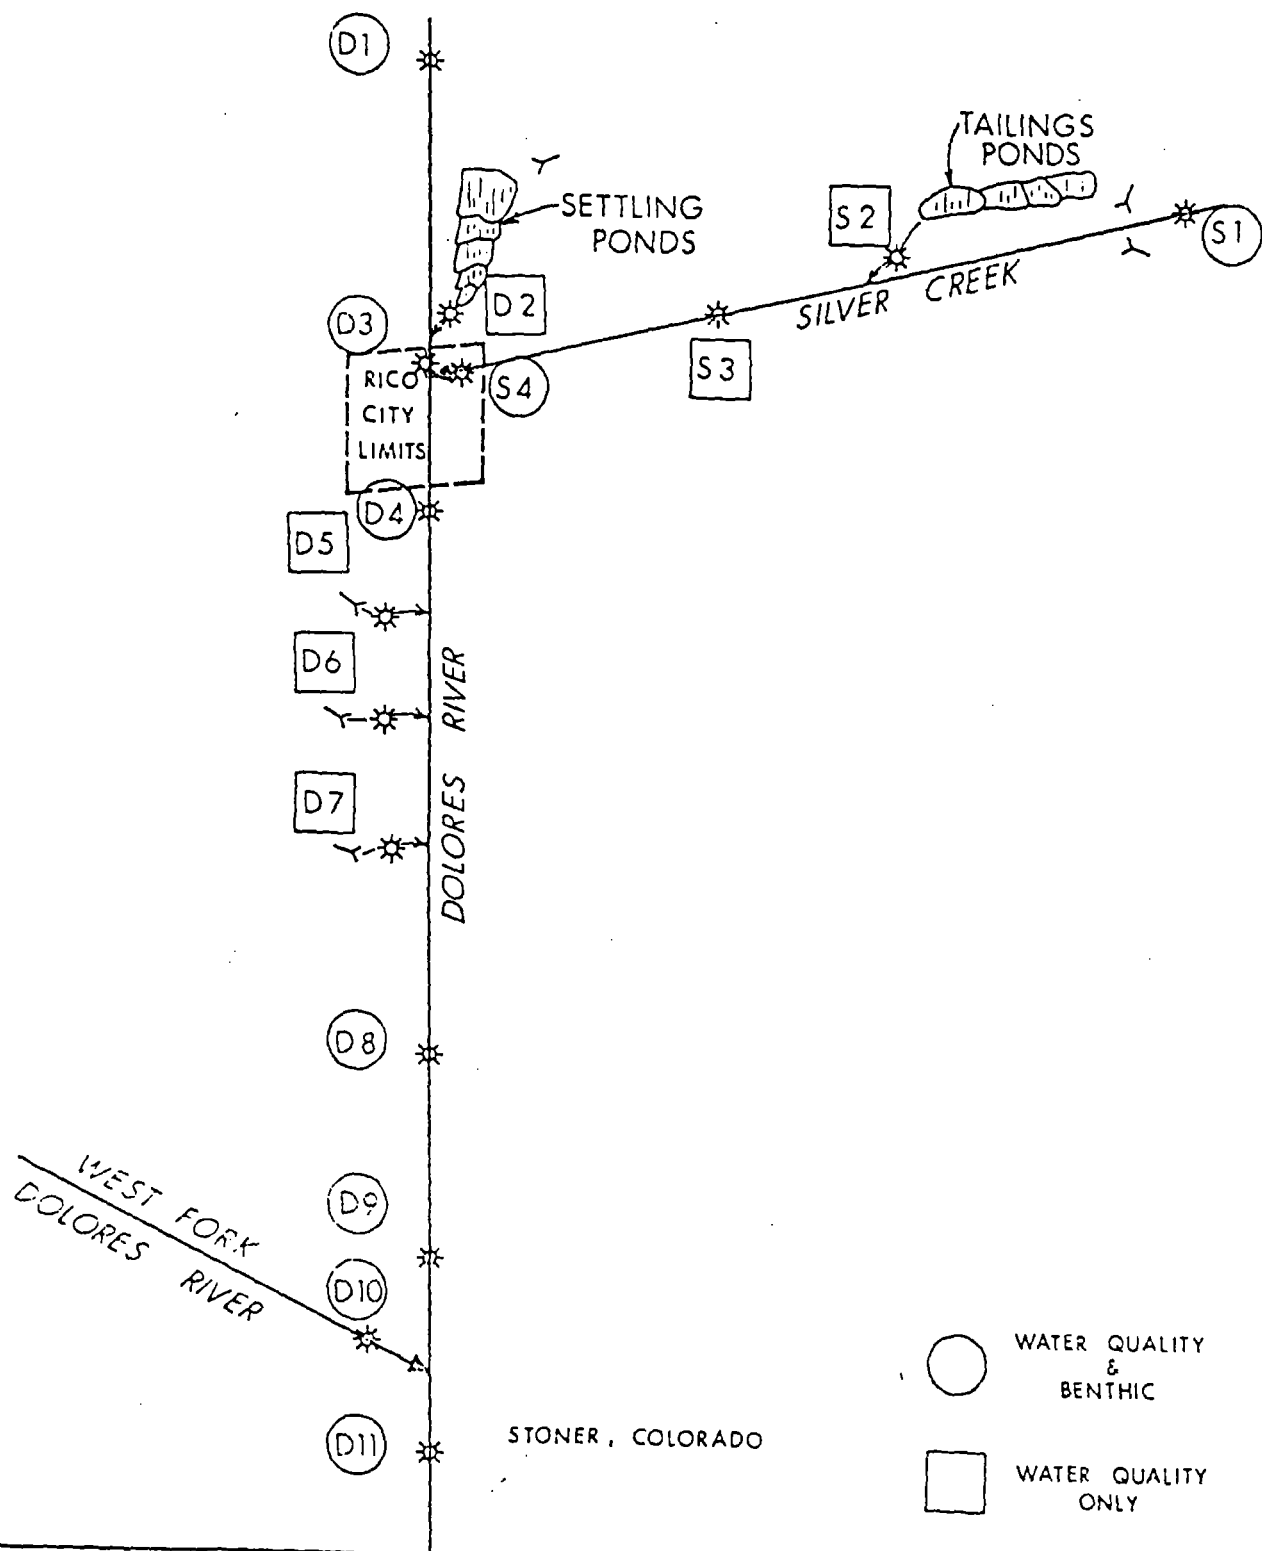 D1
TAILINGS
PONDS
SETTLING
PONDS
S2
S1
D2
SILVER CREEK
D3
S3
RICO
CITY
LIMITS
S4
D4
D5
D6
DOLORES RIVER
D7
D8
WEST FORK
DOLORES RIVER
D9
D10
D11
STONER, COLORADO
WATER QUALITY
&
BENTHIC
WATER QUALITY
ONLY